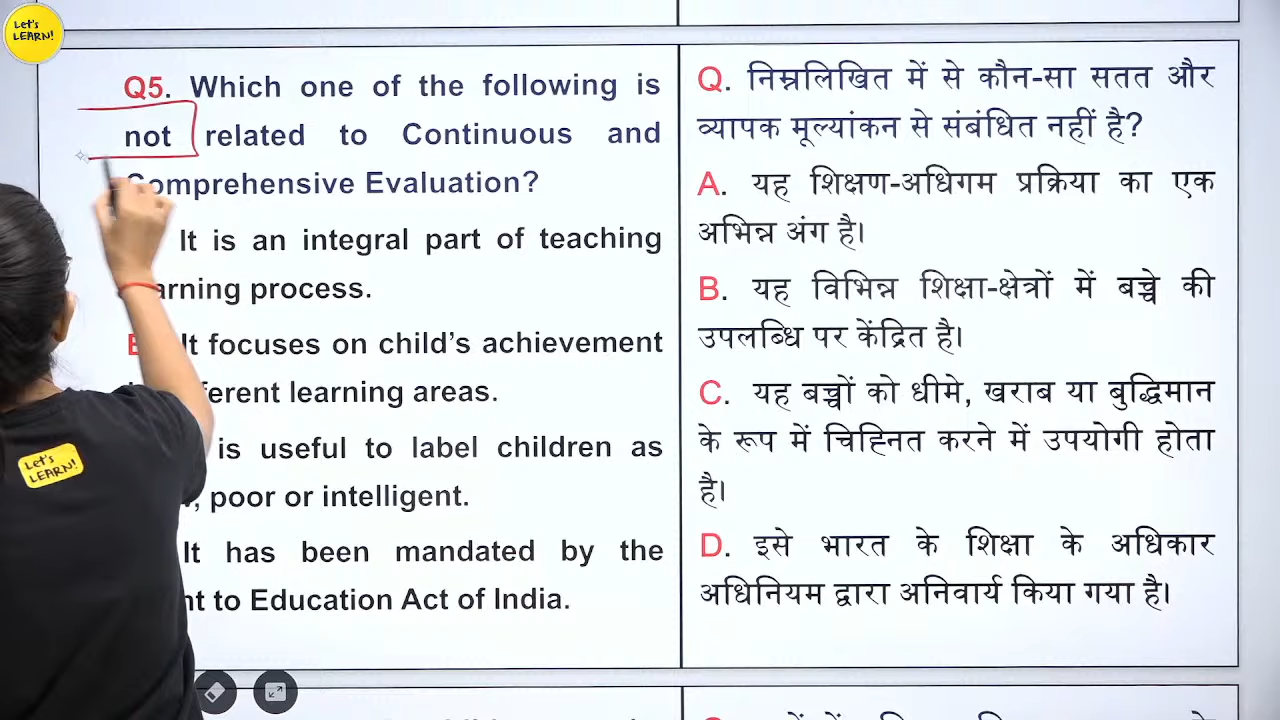 Let's
LEARN!
Q5. Which one of the following is
not related to Continuous and
Comprehensive Evaluation?
It is an integral part of teaching
process.
It focuses on child's achievement
learning areas.
is useful to label children as
poor or intelligent.
It has been mandated by the
to Education Act of India.
Q. निम्नलिखित में से कौन-सा सतत और
व्यापक मूल्यांकन से संबंधित नहीं है?
A. यह शिक्षण-अधिगम प्रक्रिया का एक
अभिन्न अंग है।
B. यह विभिन्न शिक्षा-क्षेत्रों में बच्चे की
उपलब्धि पर केंद्रित है।
C. यह बच्चों को धीमे, खराब या बुद्धिमान
के रूप में चिह्नित करने में उपयोगी होता
है।
D. इसे भारत के शिक्षा के अधिकार
अधिनियम द्वारा अनिवार्य किया गया है।
Let's
LEARN!